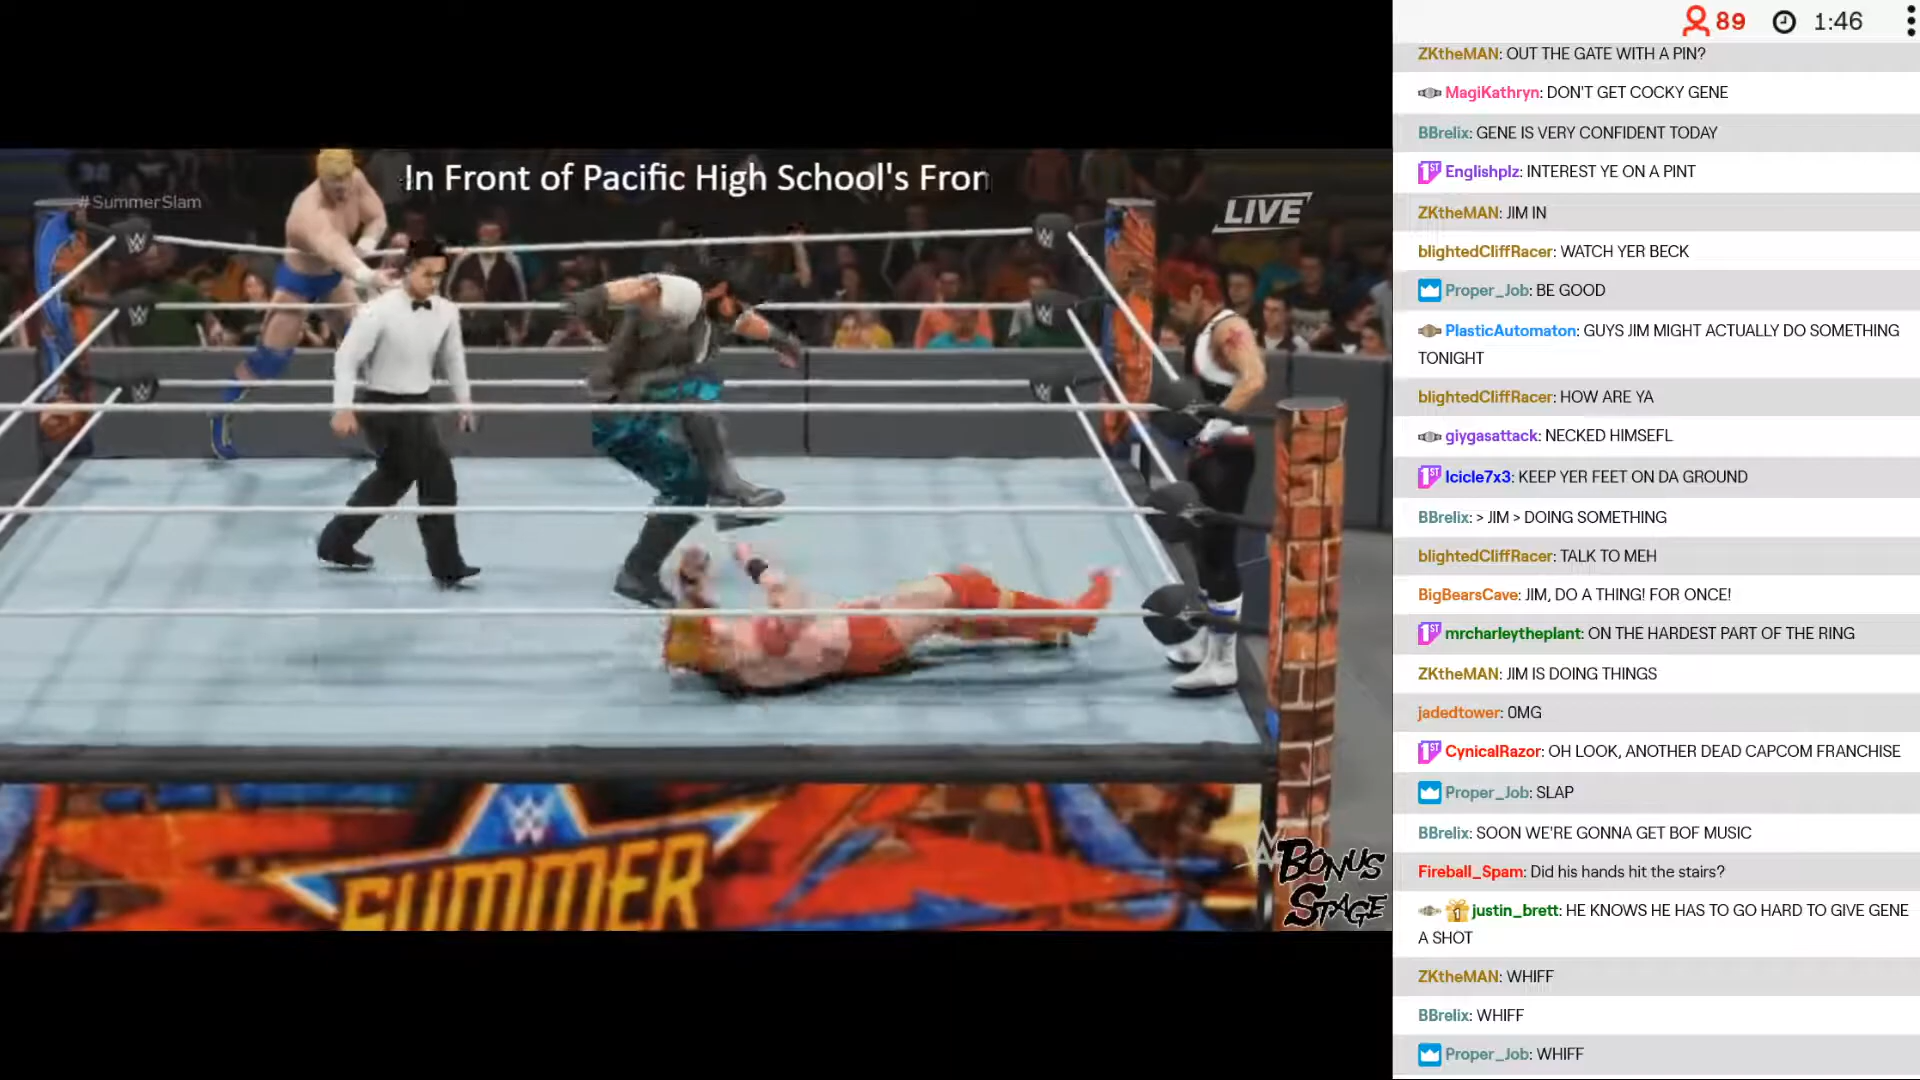 In Front of Pacific High School's Fron
#SummerSlam
LIVE
SUMMER
BONUS
STAGE
89 1:46
ZKtheMAN: OUT THE GATE WITH A PIN?
MagiKathryn: DON'T GET COCKY GENE
BBrelix: GENE IS VERY CONFIDENT TODAY
1ST Englishplz: INTEREST YE ON A PINT
ZKtheMAN: JIM IN
blightedCliffRacer: WATCH YER BECK
Proper_Job: BE GOOD
PlasticAutomaton: GUYS JIM MIGHT ACTUALLY DO SOMETHING
TONIGHT
blightedCliffRacer: HOW ARE YA
giygasattack: NECKED HIMSEFL
1ST Icicle7x3: KEEP YER FEET ON DA GROUND
BBrelix: > JIM > DOING SOMETHING
blightedCliffRacer: TALK TO MEH
BigBearsCave: JIM, DO A THING! FOR ONCE!
1ST mrcharleytheplant: ON THE HARDEST PART OF THE RING
ZKtheMAN: JIM IS DOING THINGS
jadedtower: 0MG
1ST CynicalRazor: OH LOOK, ANOTHER DEAD CAPCOM FRANCHISE
Proper_Job: SLAP
BBrelix: SOON WE'RE GONNA GET BOF MUSIC
Fireball_Spam: Did his hands hit the stairs?
1 justin_brett: HE KNOWS HE HAS TO GO HARD TO GIVE GENE
A SHOT
ZKtheMAN: WHIFF
BBrelix: WHIFF
Proper_Job: WHIFF